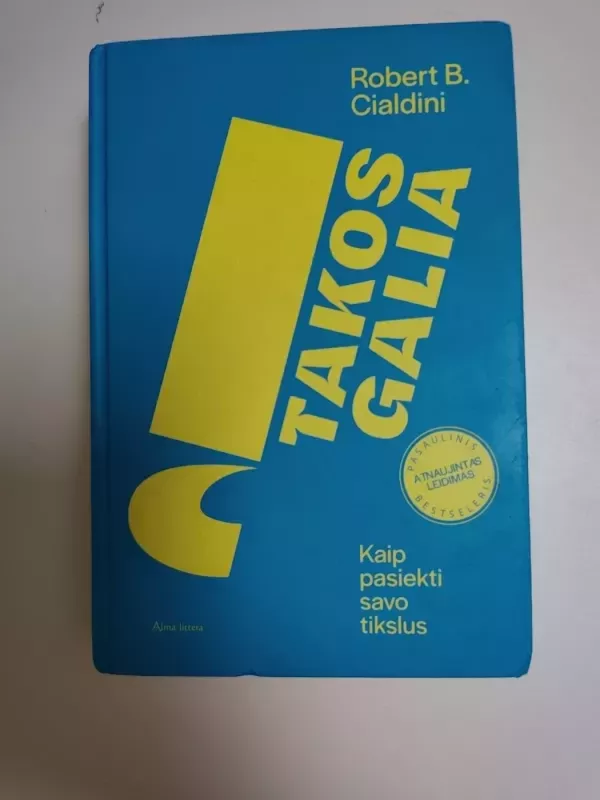 Robert B.
Cialdini
ĮTAKOS
GALIA
PASAULINIS
ATNAUJINTAS
LEIDIMAS
BESTSELERIS
Kaip
pasiekti
savo
tikslus
Alma littera